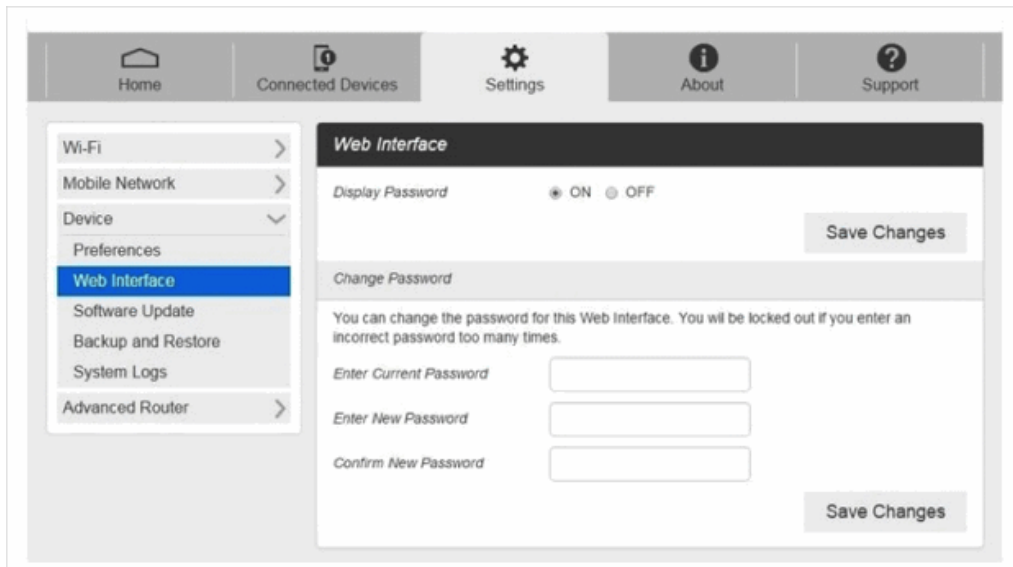 Home
Connected Devices
Settings
About
Support
Wi-Fi
Mobile Network
Device
Preferences
Web Interface
Software Update
Backup and Restore
System Logs
Advanced Router
Web Interface
Display Password ON OFF
Save Changes
Change Password
You can change the password for this Web Interface. You wil be locked out if you enter an
incorrect password too many times.
Enter Current Password
Enter New Password
Confirm New Password
Save Changes